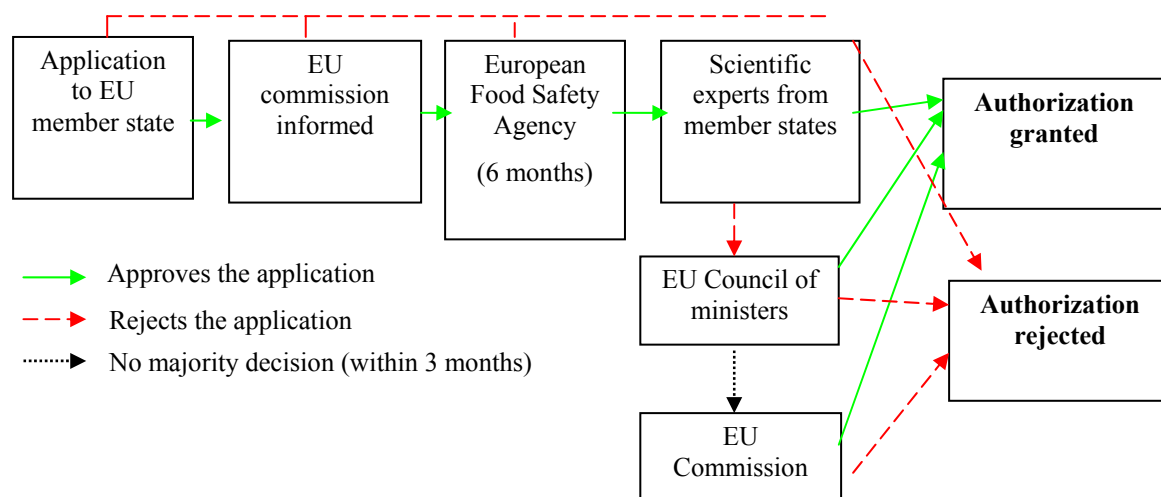 Application
to EU
member state
EU
commission
informed
European
Food Safety
Agency
(6 months)
Scientific
experts from
member states
Authorization
granted
Approves the application
Rejects the application
No majority decision (within 3 months)
EU Council of
ministers
Authorization
rejected
EU
Commission